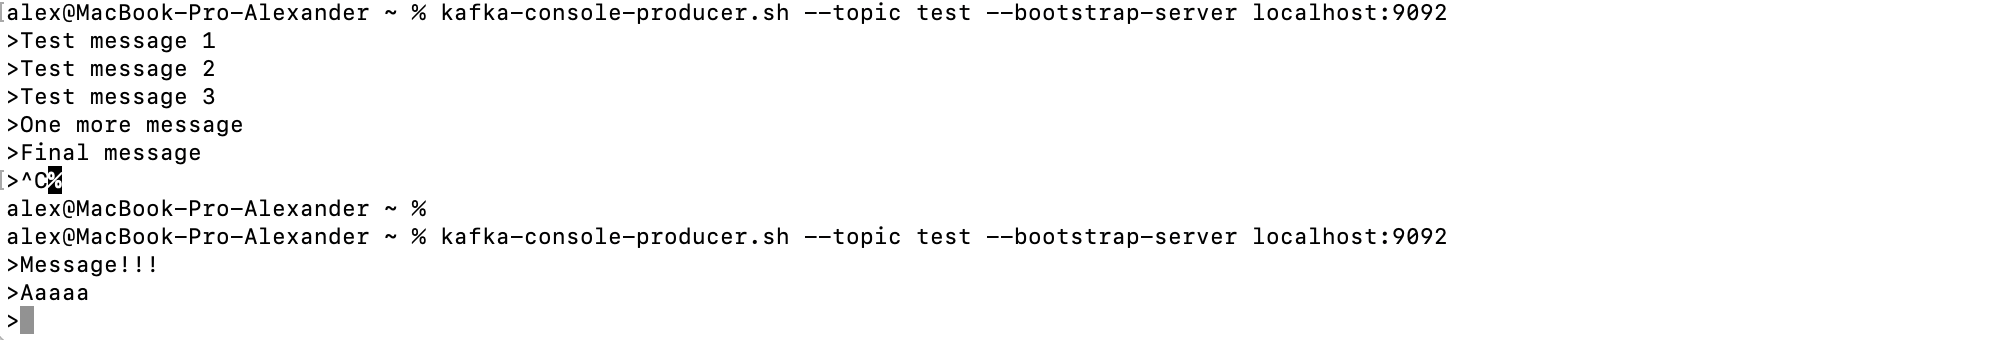 alex@MacBook-Pro-Alexander ~ % kafka-console-producer.sh --topic test --bootstrap-server localhost:9092
>Test message 1
>Test message 2
>Test message 3
>One more message
>Final message
>^C%
alex@MacBook-Pro-Alexander ~ %
alex@MacBook-Pro-Alexander ~ % kafka-console-producer.sh --topic test --bootstrap-server localhost:9092
>Message!!!
>Aaaaa
>